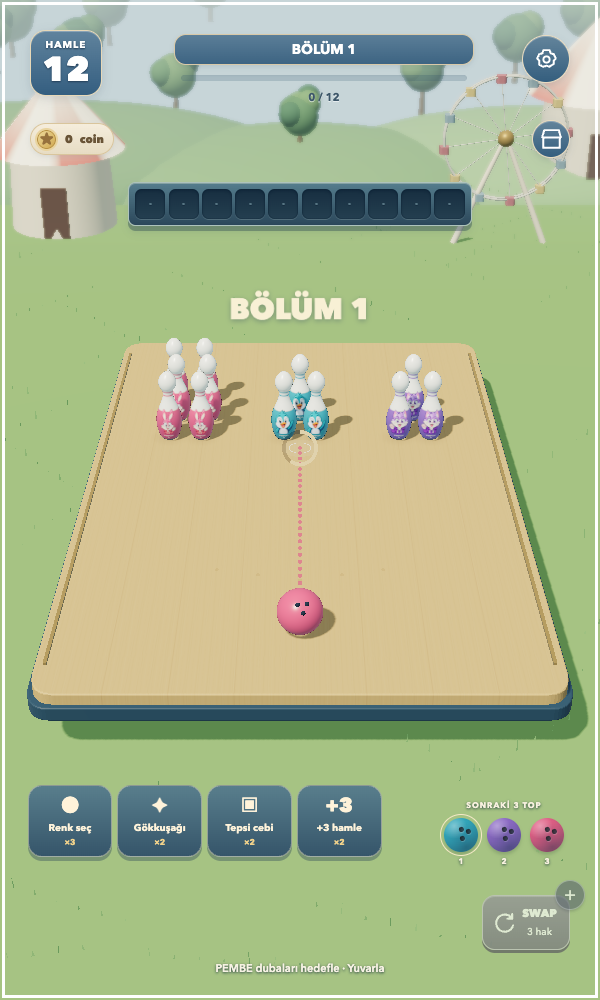 HAMLE
12
BÖLÜM 1
0 / 12
0 coin
- - - - - - - - - -
BÖLÜM 1
Renk seç
×3
Gökkuşağı
×2
Tepsi cebi
×2
+3
+3 hamle
×2
SONRAKİ 3 TOP
1 2 3
+
SWAP
3 hak
PEMBE dubaları hedefle · Yuvarla